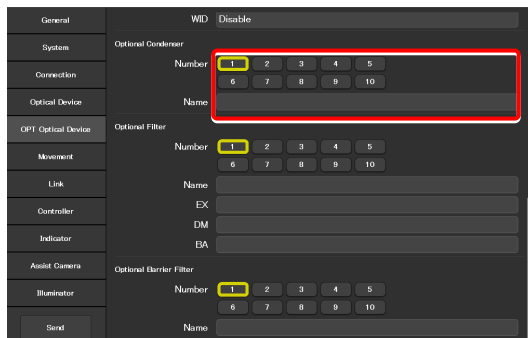 General
System
Connection
Optical Device
OPT Optical Device
Movement
Link
Controller
Indicator
Assist Camera
Illuminator
Send
WID Disable
Optional Condenser
Number 1 2 3 4 5
6 7 8 9 10
Name
Optional Filter
Number 1 2 3 4 5
6 7 8 9 10
Name
EX
DM
BA
Optional Barrier Filter
Number 1 2 3 4 5
6 7 8 9 10
Name